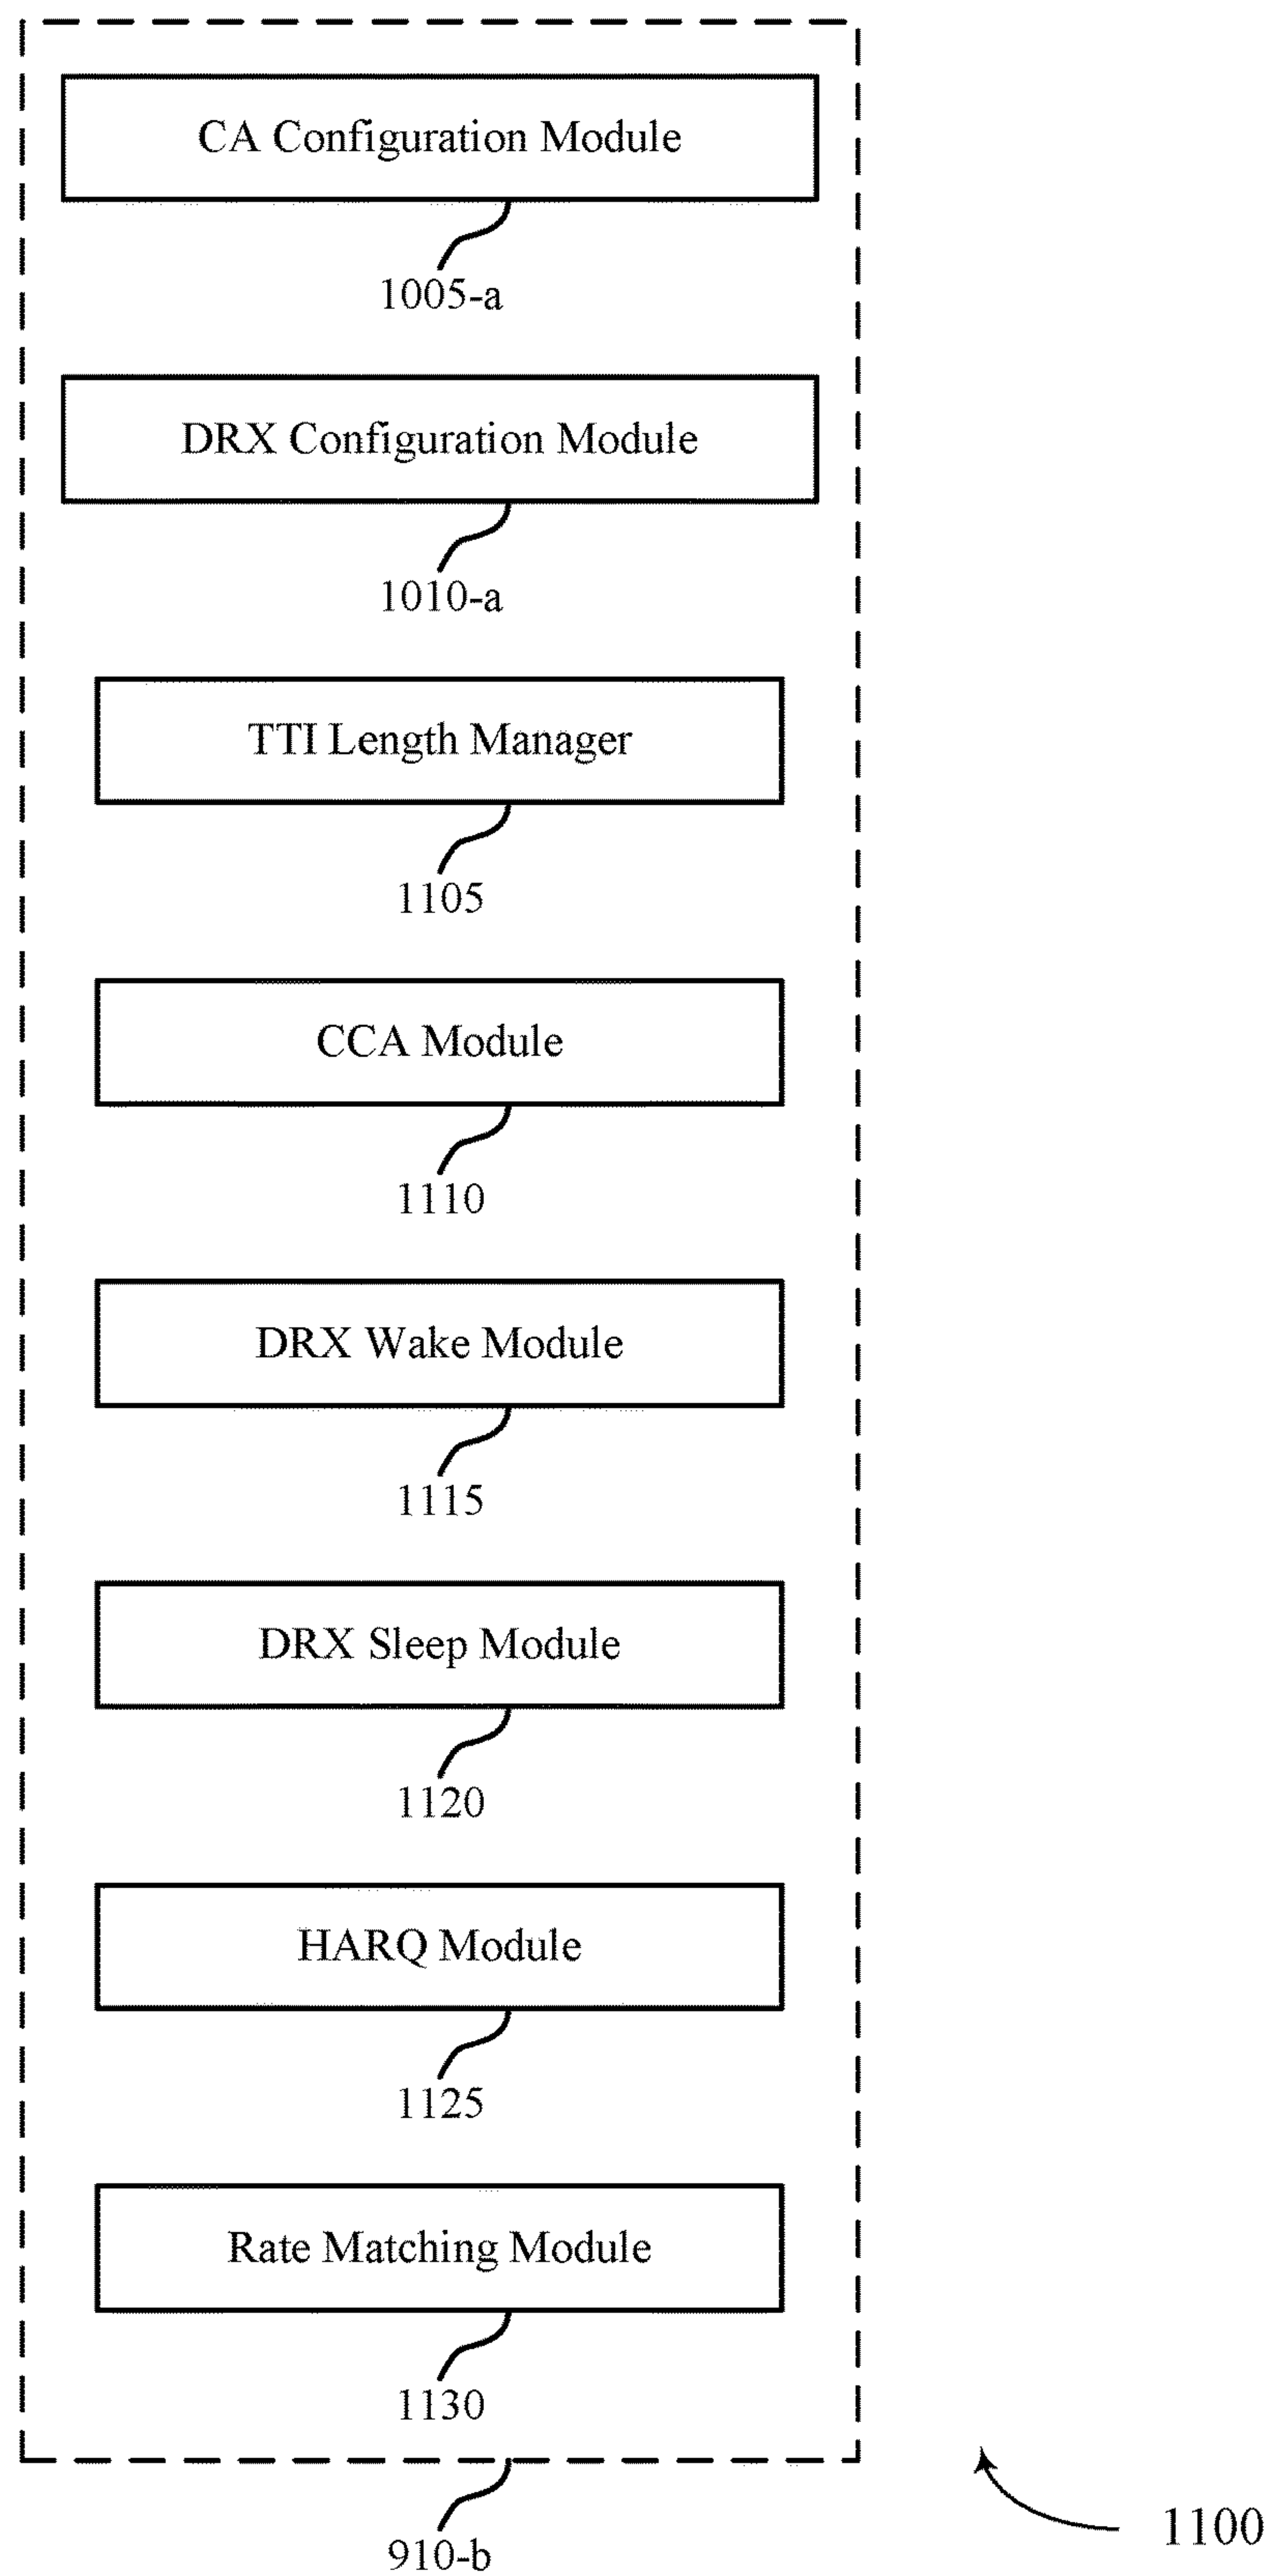 CA Configuration Module
1005-a
DRX Configuration Module
1010-a
TTI Length Manager
1105
CCA Module
1110
DRX Wake Module
1115
DRX Sleep Module
1120
HARQ Module
1125
Rate Matching Module
1130
910-b
1100